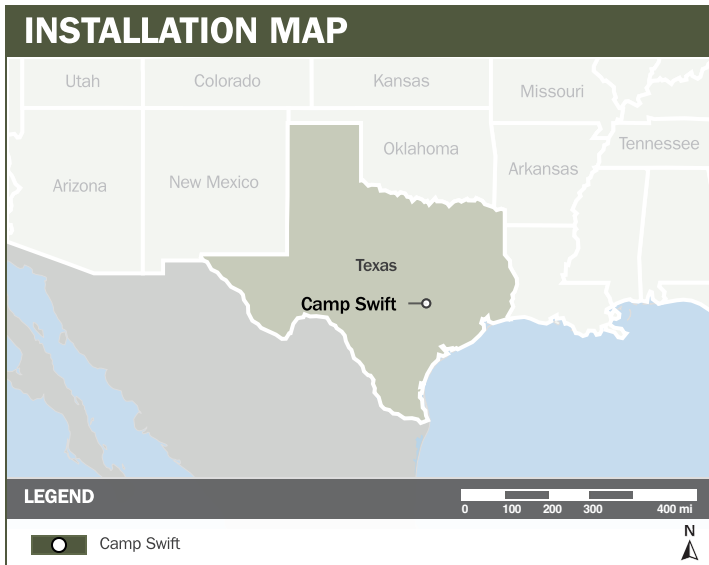 INSTALLATION MAP
Utah
Colorado
Kansas
Missouri
Oklahoma
Tennessee
Arkansas
Arizona
New Mexico
Texas
Camp Swift
LEGEND
0 100 200 300 400 mi
Camp Swift
N